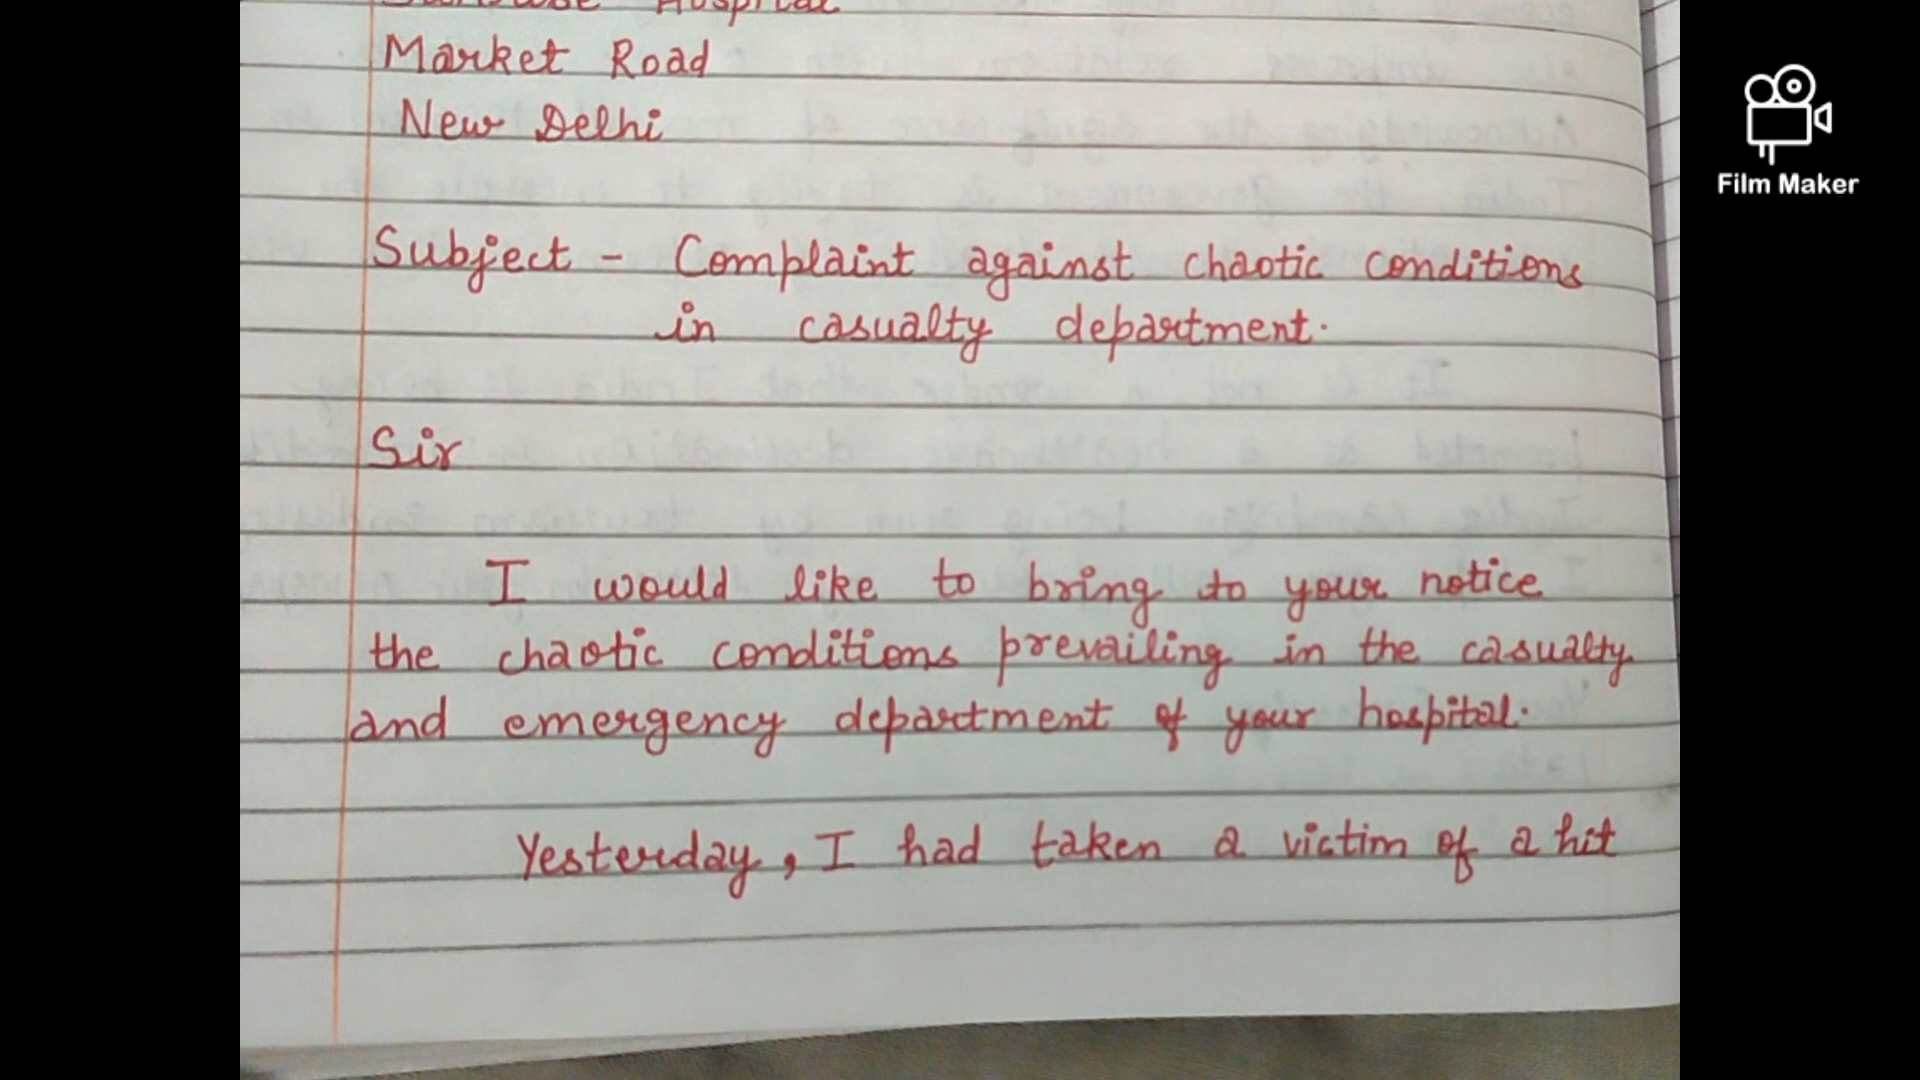 Hospital
Market Road
New Delhi
Subject - Complaint against chaotic conditions
in casualty department.
Sir
I would like to bring to your notice
the chaotic conditions prevailing in the casualty
and emergency department of your hospital.
Yesterday, I had taken a victim of a hit
Film Maker